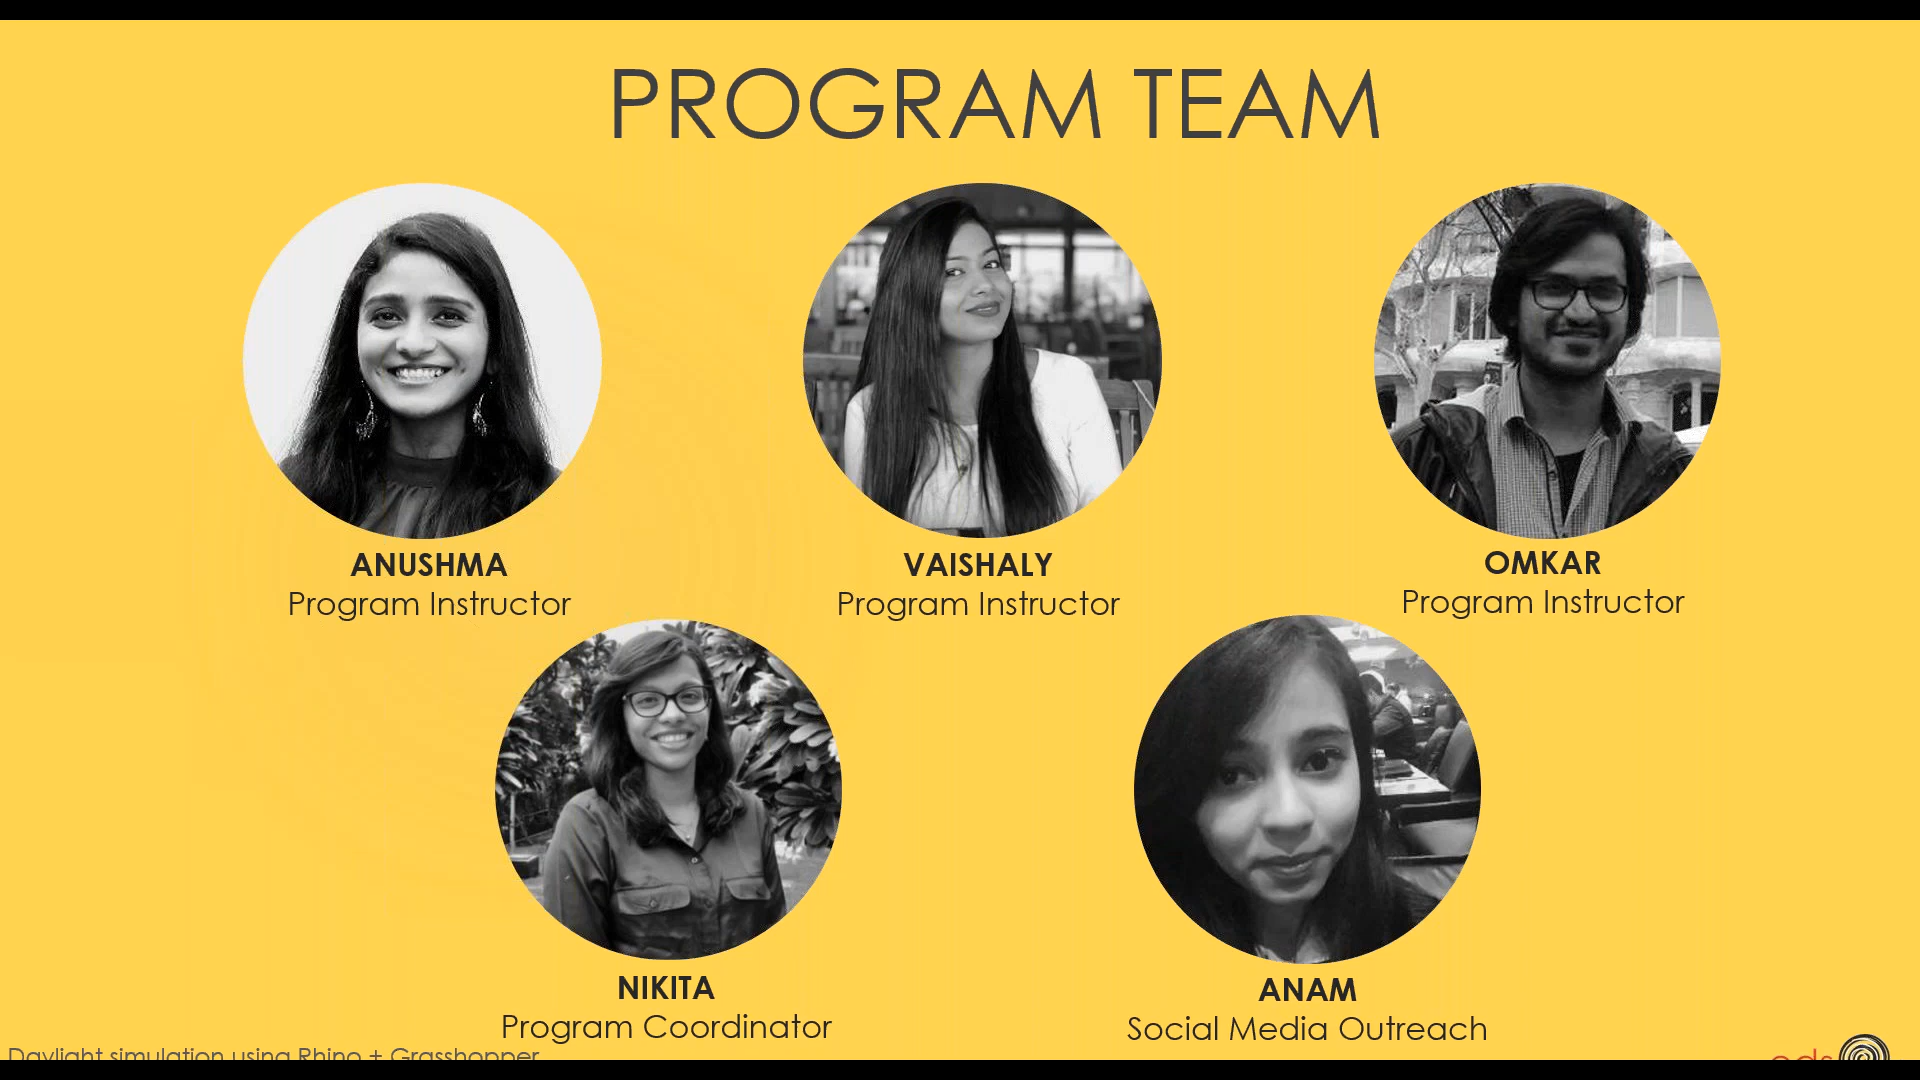 PROGRAM TEAM
ANUSHMA
Program Instructor
VAISHALY
Program Instructor
OMKAR
Program Instructor
NIKITA
Program Coordinator
ANAM
Social Media Outreach
Daylight simulation using Rhino + Grasshopper
eds